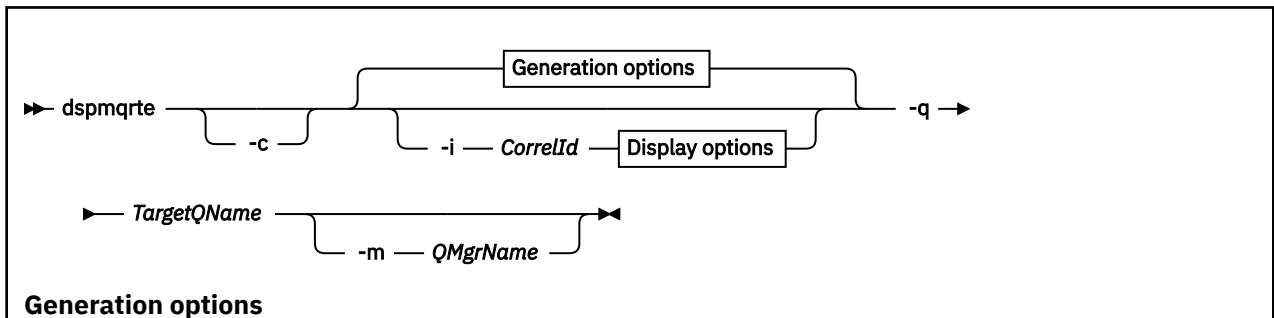 Generation options
dspmqrte -q
-c
-i CorrelId Display options
TargetQName
-m QMgrName
Generation options